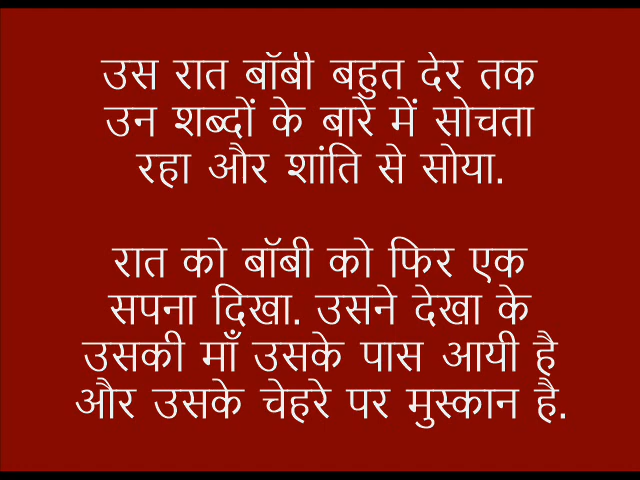 उस रात बॉबी बहुत देर तक
उन शब्दों के बारे में सोचता
रहा और शांति से सोया.
रात को बॉबी को फिर एक
सपना दिखा. उसने देखा के
उसकी माँ उसके पास आयी है
और उसके चेहरे पर मुस्कान है.